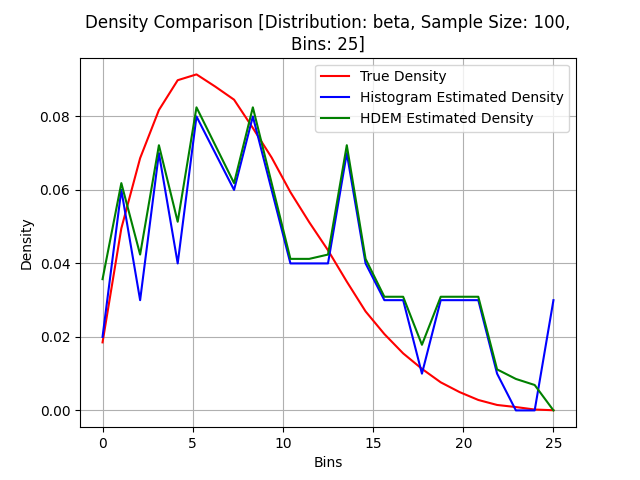 Density Comparison [Distribution: beta, Sample Size: 100,
Bins: 25]
True Density
Histogram Estimated Density
HDEM Estimated Density
Density
0.08
0.06
0.04
0.02
0.00
0 5 10 15 20 25
Bins